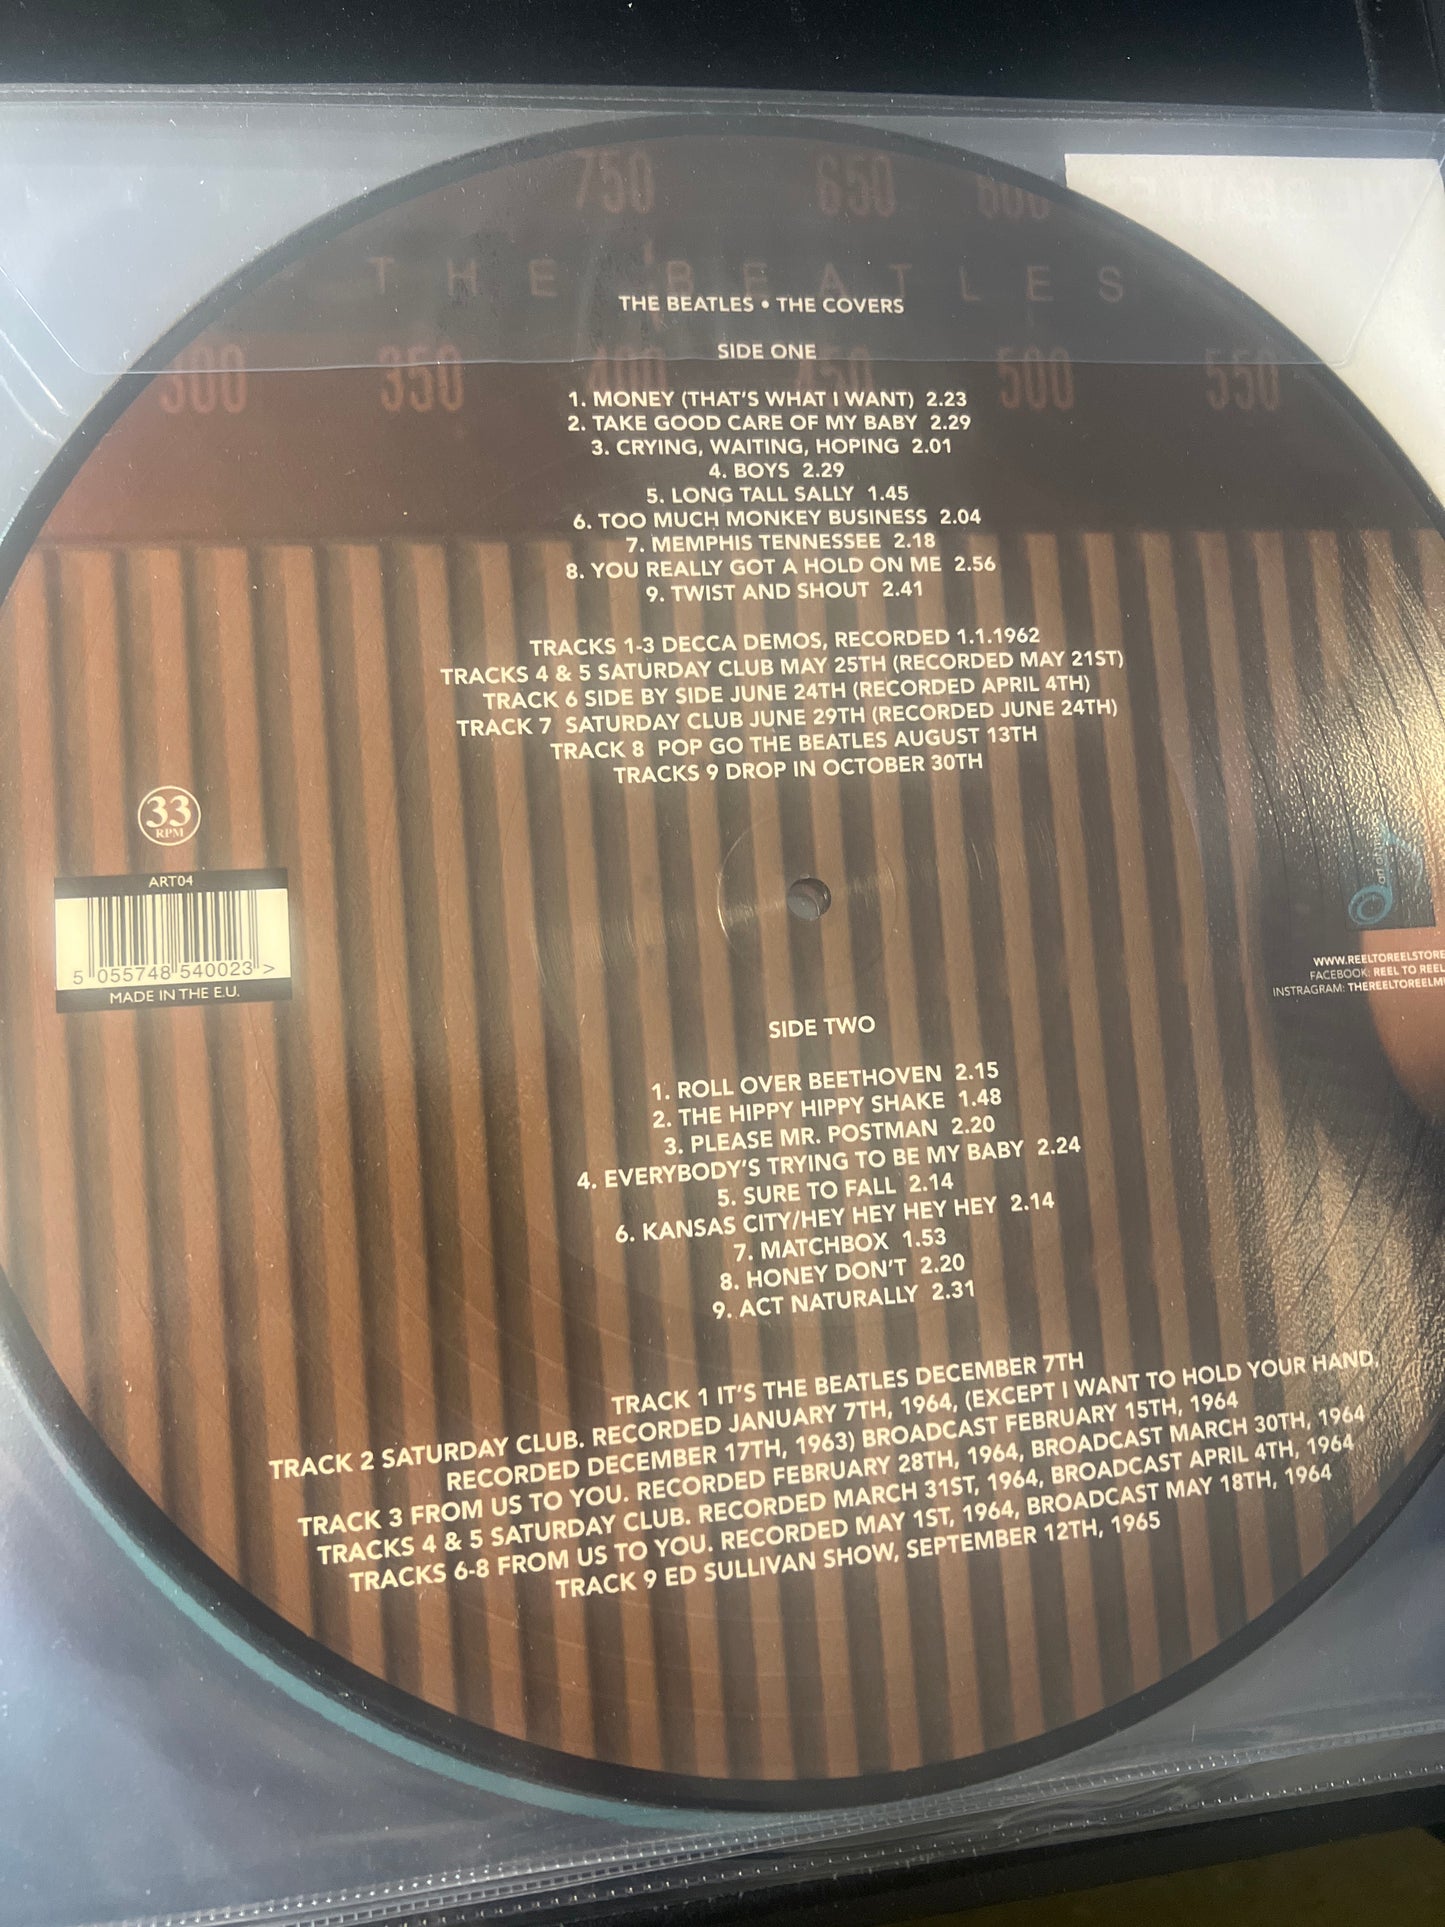 750 650 600
THE BEATLES
THE BEATLES • THE COVERS
SIDE ONE
300 350 400 450 500 550
1. MONEY (THAT'S WHAT I WANT) 2.23
2. TAKE GOOD CARE OF MY BABY 2.29
3. CRYING, WAITING, HOPING 2.01
4. BOYS 2.29
5. LONG TALL SALLY 1.45
6. TOO MUCH MONKEY BUSINESS 2.04
7. MEMPHIS TENNESSEE 2.18
8. YOU REALLY GOT A HOLD ON ME 2.56
9. TWIST AND SHOUT 2.41
TRACKS 1-3 DECCA DEMOS, RECORDED 1.1.1962
TRACKS 4 & 5 SATURDAY CLUB MAY 25TH (RECORDED MAY 21ST)
TRACK 6 SIDE BY SIDE JUNE 24TH (RECORDED APRIL 4TH)
TRACK 7 SATURDAY CLUB JUNE 29TH (RECORDED JUNE 24TH)
TRACK 8 POP GO THE BEATLES AUGUST 13TH
TRACKS 9 DROP IN OCTOBER 30TH
33
RPM
ART04
5 055748 540023 >
MADE IN THE E.U.
WWW.REELTOREELSTORE
FACEBOOK: REEL TO REEL
INSTRAGRAM: THEREELTOREELM
SIDE TWO
1. ROLL OVER BEETHOVEN 2.15
2. THE HIPPY HIPPY SHAKE 1.48
3. PLEASE MR. POSTMAN 2.20
4. EVERYBODY'S TRYING TO BE MY BABY 2.24
5. SURE TO FALL 2.14
6. KANSAS CITY/HEY HEY HEY HEY 2.14
7. MATCHBOX 1.53
8. HONEY DON'T 2.20
9. ACT NATURALLY 2.31
TRACK 1 IT'S THE BEATLES DECEMBER 7TH
TRACK 2 SATURDAY CLUB. RECORDED JANUARY 7TH, 1964, (EXCEPT I WANT TO HOLD YOUR HAND,
RECORDED DECEMBER 17TH, 1963) BROADCAST FEBRUARY 15TH, 1964
TRACK 3 FROM US TO YOU. RECORDED FEBRUARY 28TH, 1964, BROADCAST MARCH 30TH, 1964
TRACKS 4 & 5 SATURDAY CLUB. RECORDED MARCH 31ST, 1964, BROADCAST APRIL 4TH, 1964
TRACKS 6-8 FROM US TO YOU. RECORDED MAY 1ST, 1964, BROADCAST MAY 18TH, 1964
TRACK 9 ED SULLIVAN SHOW, SEPTEMBER 12TH, 1965